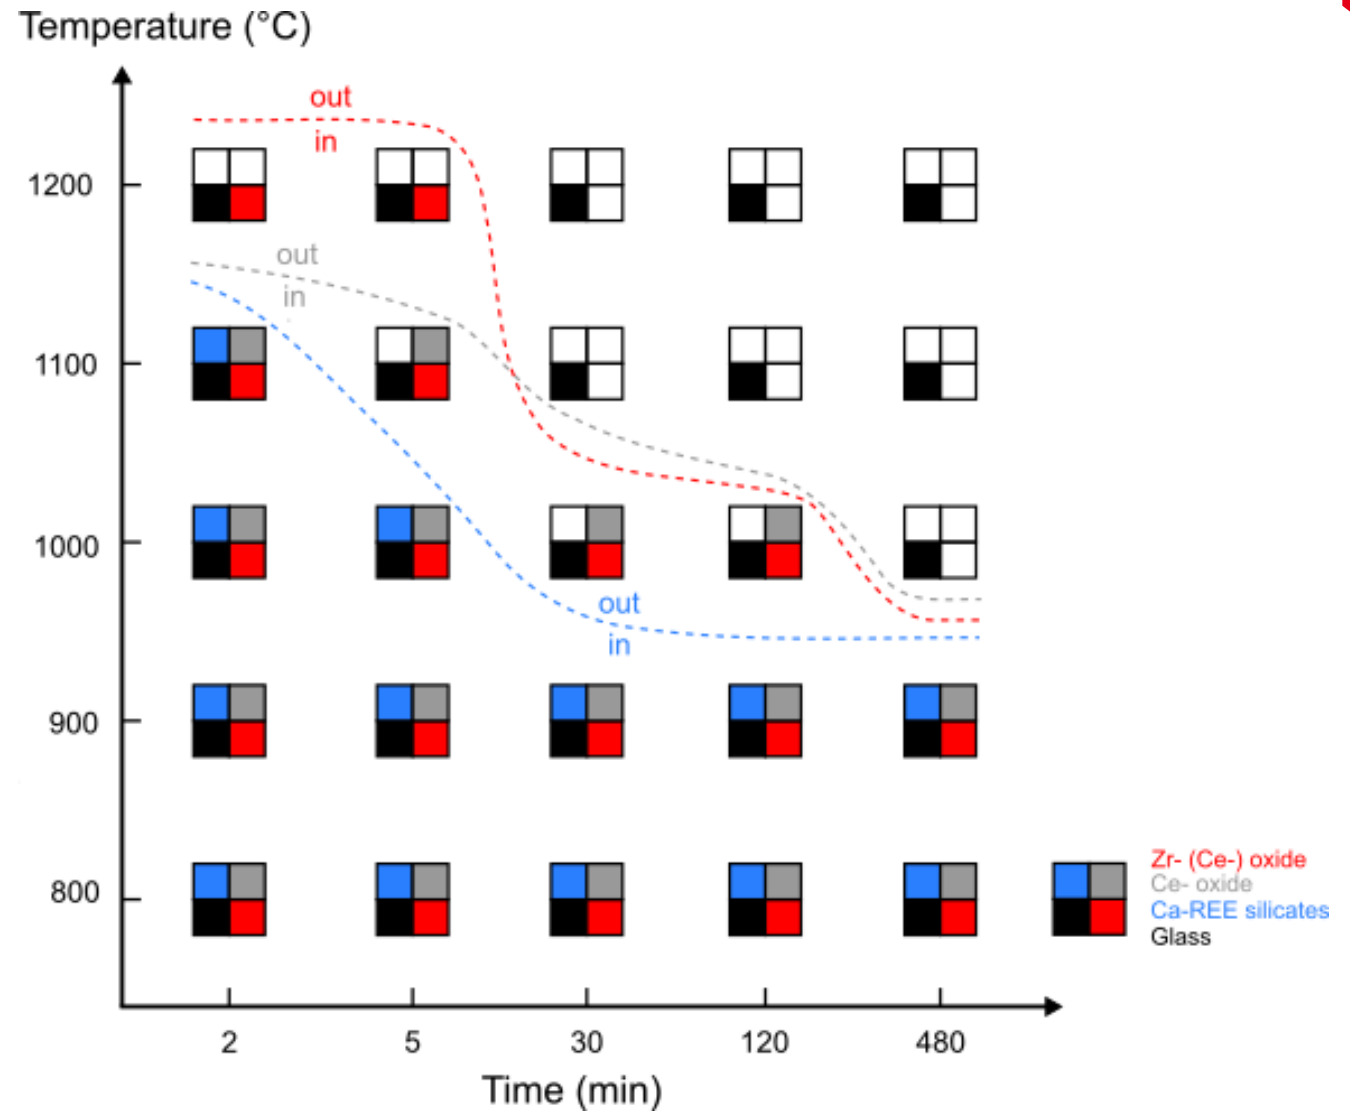 Temperature (°C)
out
in
1200
out
in
1100
1000
out
in
900
800
Zr- (Ce-) oxide
Ce- oxide
Ca-REE silicates
Glass
2 5 30 120 480
Time (min)